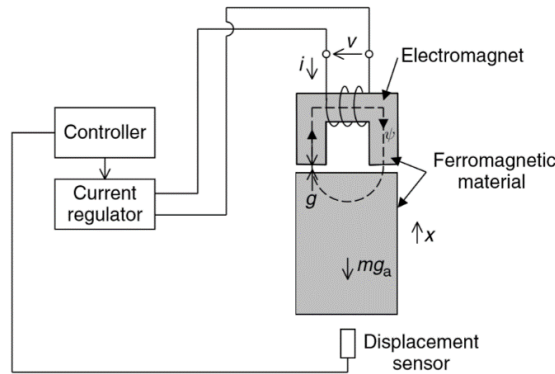 v
i
Electromagnet
ψ
Controller
Ferromagnetic
material
Current
regulator
g
x
mgₐ
Displacement
sensor